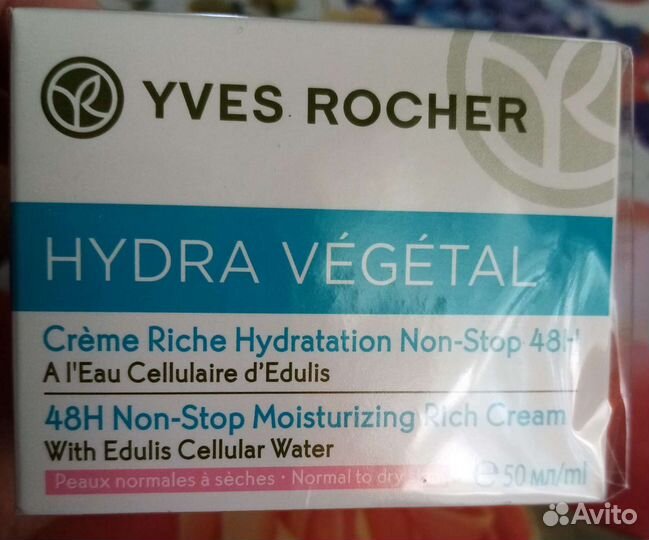 YVES ROCHER
HYDRA VÉGÉTAL
Crème Riche Hydratation Non-Stop 48H
A l'Eau Cellulaire d'Edulis
48H Non-Stop Moisturizing Rich Cream
With Edulis Cellular Water
Peaux normales à sèches · Normal to dry
℮ 50 мл/ml
Avito